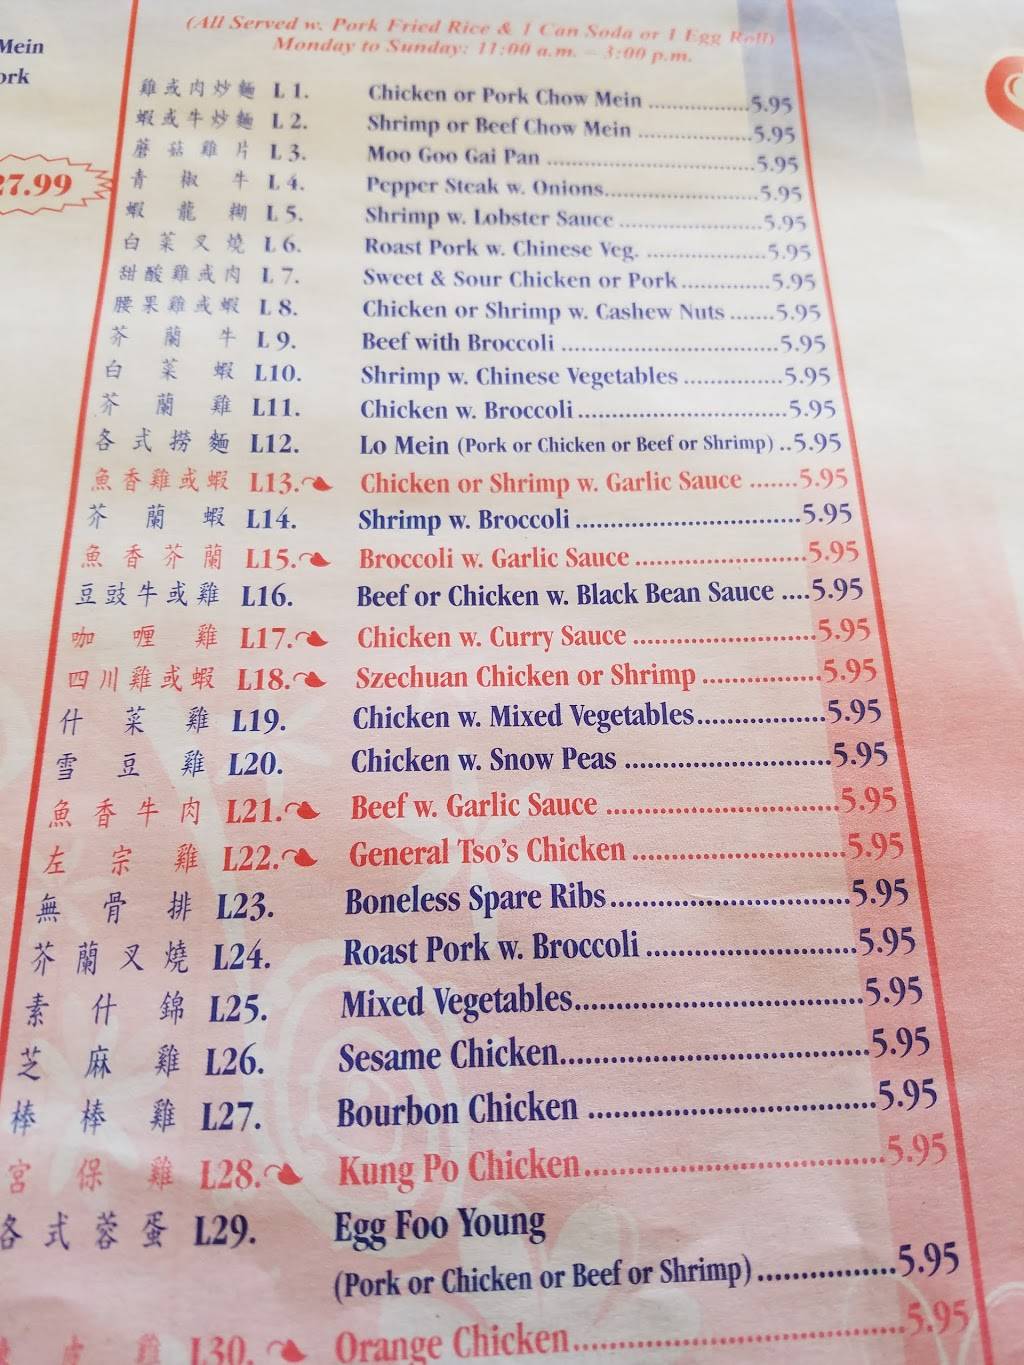 (All Served w. Pork Fried Rice & 1 Can Soda or 1 Egg Roll)
Monday to Sunday: 11:00 a.m. – 3:00 p.m.
Mein
27.99
雞或肉炒麵 L 1. Chicken or Pork Chow Mein ................5.95
蝦或牛炒麵 L 2. Shrimp or Beef Chow Mein ..................5.95
蘑菇雞片 L 3. Moo Goo Gai Pan .................................5.95
青椒牛 L 4. Pepper Steak w. Onions........................5.95
蝦龍糊 L 5. Shrimp w. Lobster Sauce ......................5.95
白菜叉燒 L 6. Roast Pork w. Chinese Veg. ..................5.95
甜酸雞或肉 L 7. Sweet & Sour Chicken or Pork..............5.95
腰果雞或蝦 L 8. Chicken or Shrimp w. Cashew Nuts .......5.95
芥蘭牛 L 9. Beef with Broccoli ..................................5.95
白菜蝦 L10. Shrimp w. Chinese Vegetables ................5.95
芥蘭雞 L11. Chicken w. Broccoli ................................5.95
各式撈麵 L12. Lo Mein (Pork or Chicken or Beef or Shrimp) ..5.95
魚香雞或蝦 L13. Chicken or Shrimp w. Garlic Sauce .......5.95
芥蘭蝦 L14. Shrimp w. Broccoli ..................................5.95
魚香芥蘭 L15. Broccoli w. Garlic Sauce .........................5.95
豆豉牛或雞 L16. Beef or Chicken w. Black Bean Sauce ....5.95
咖喱雞 L17. Chicken w. Curry Sauce ...........................5.95
四川雞或蝦 L18. Szechuan Chicken or Shrimp .................5.95
什菜雞 L19. Chicken w. Mixed Vegetables...................5.95
雪豆雞 L20. Chicken w. Snow Peas ..............................5.95
魚香牛肉 L21. Beef w. Garlic Sauce .................................5.95
左宗雞 L22. General Tso's Chicken .............................5.95
無骨排 L23. Boneless Spare Ribs.................................5.95
芥蘭叉燒 L24. Roast Pork w. Broccoli ............................5.95
素什錦 L25. Mixed Vegetables.......................................5.95
芝麻雞 L26. Sesame Chicken..........................................5.95
棒棒雞 L27. Bourbon Chicken .......................................5.95
宮保雞 L28. Kung Po Chicken........................................5.95
各式蓉蛋 L29. Egg Foo Young
(Pork or Chicken or Beef or Shrimp) ................5.95
皮雞 L30. Orange Chicken............................................5.95